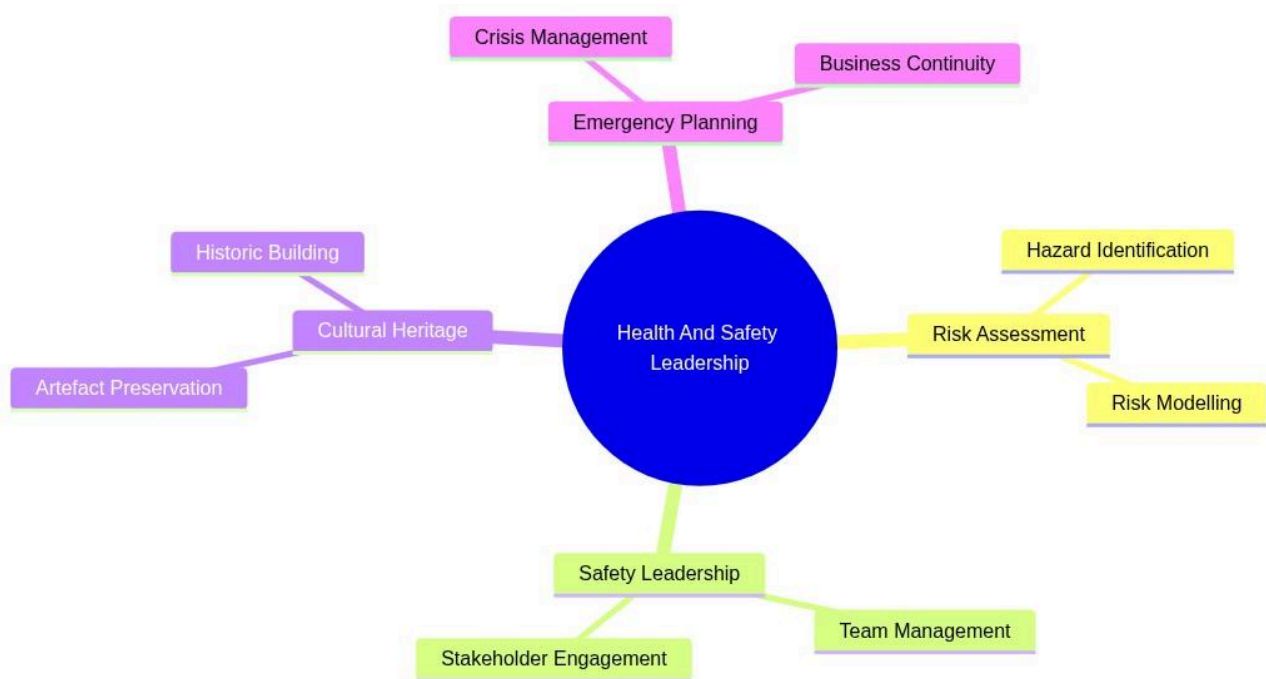 Crisis Management
Business Continuity
Emergency Planning
Historic Building
Hazard Identification
Cultural Heritage
Health And Safety
Leadership
Risk Assessment
Artefact Preservation
Risk Modelling
Safety Leadership
Team Management
Stakeholder Engagement